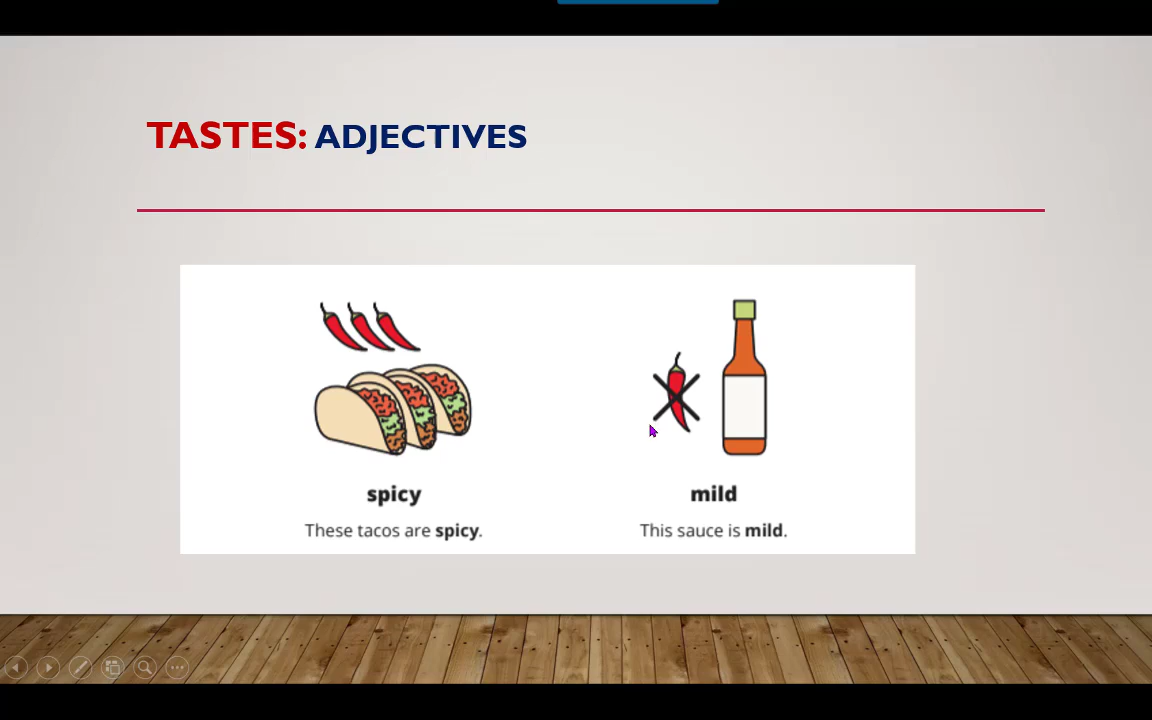 TASTES: ADJECTIVES
spicy
These tacos are spicy.
mild
This sauce is mild.